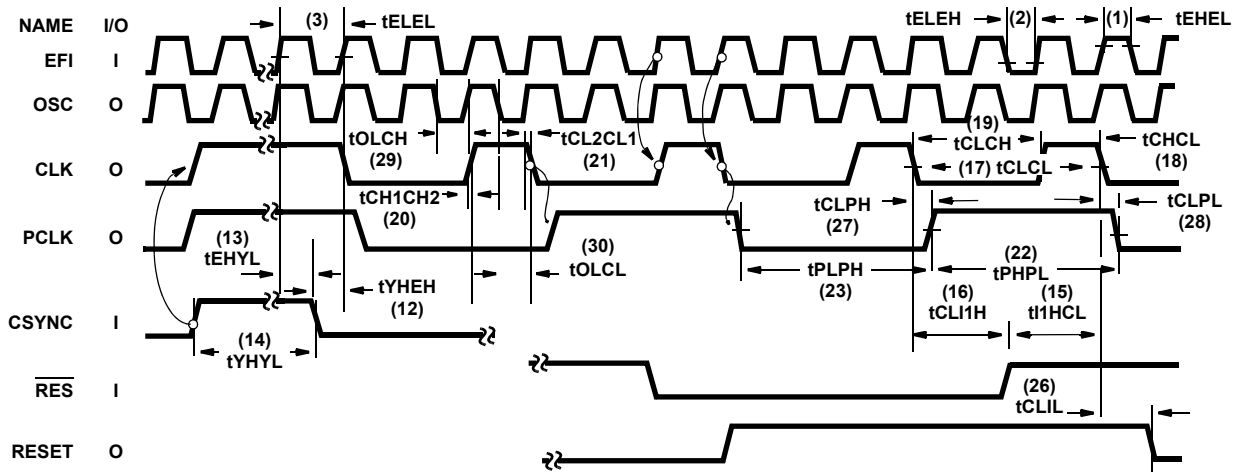 NAME I/O (3) tELEL tELEH (2) (1) tEHEL
EFI I
OSC O
tOLCH (29) tCL2CL1 (21) (19) tCLCH tCHCL (18)
CLK O (17) tCLCL
tCH1CH2 (20) tCLPH (27) tCLPL (28)
PCLK O
(13) tEHYL (30) tOLCL (22) tPHPL
tPLPH (23)
tYHEH (12) (16) tCLI1H (15) tI1HCL
CSYNC I
(14) tYHYL
RES I
(26) tCLIL
RESET O